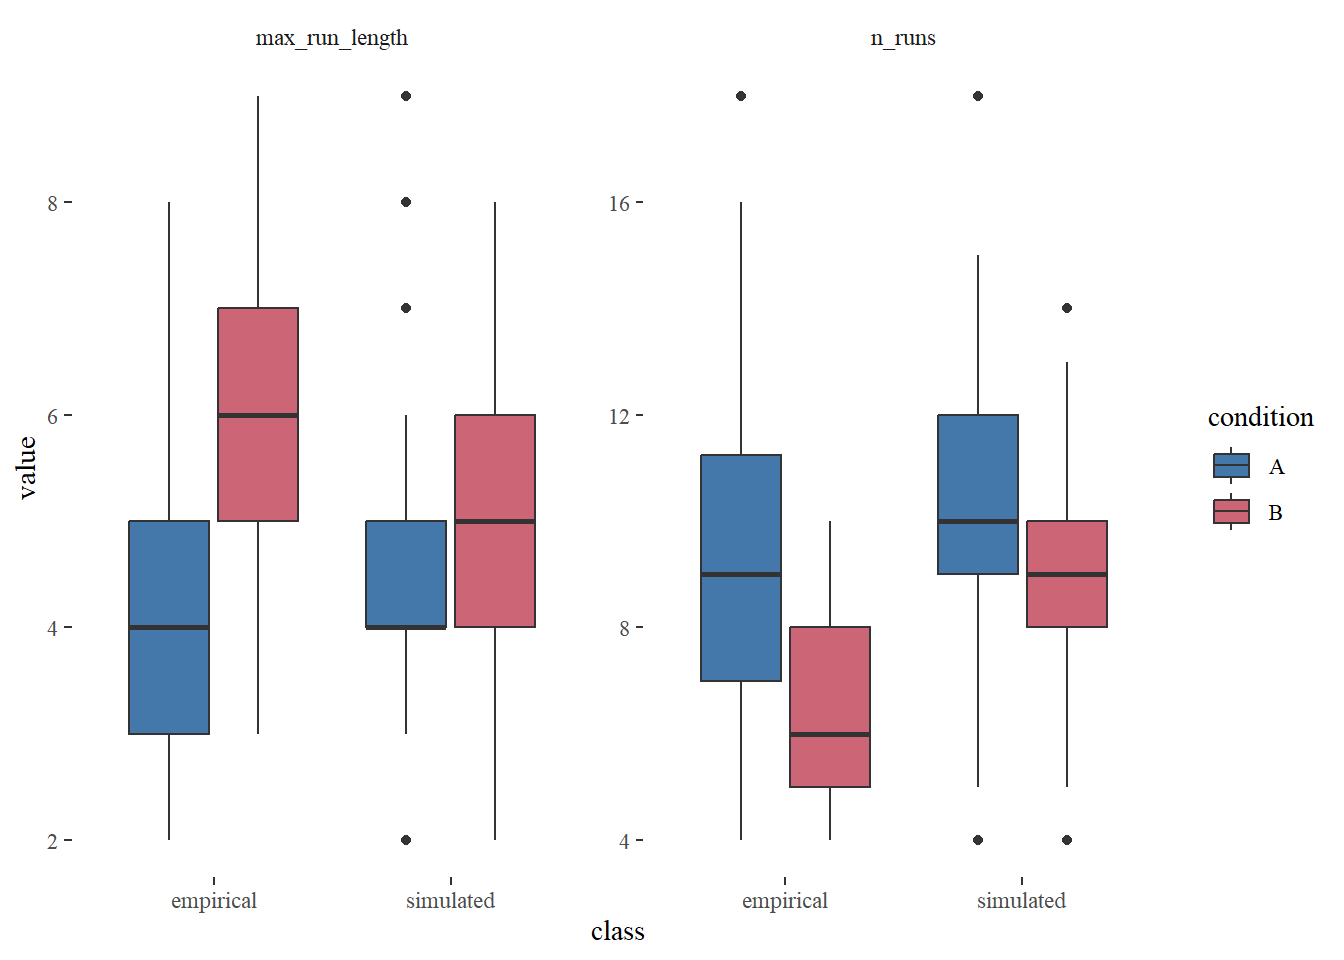 max_run_length
n_runs
8
6
4
2
value
16
12
8
4
empirical
simulated
empirical
simulated
class
condition
A
B